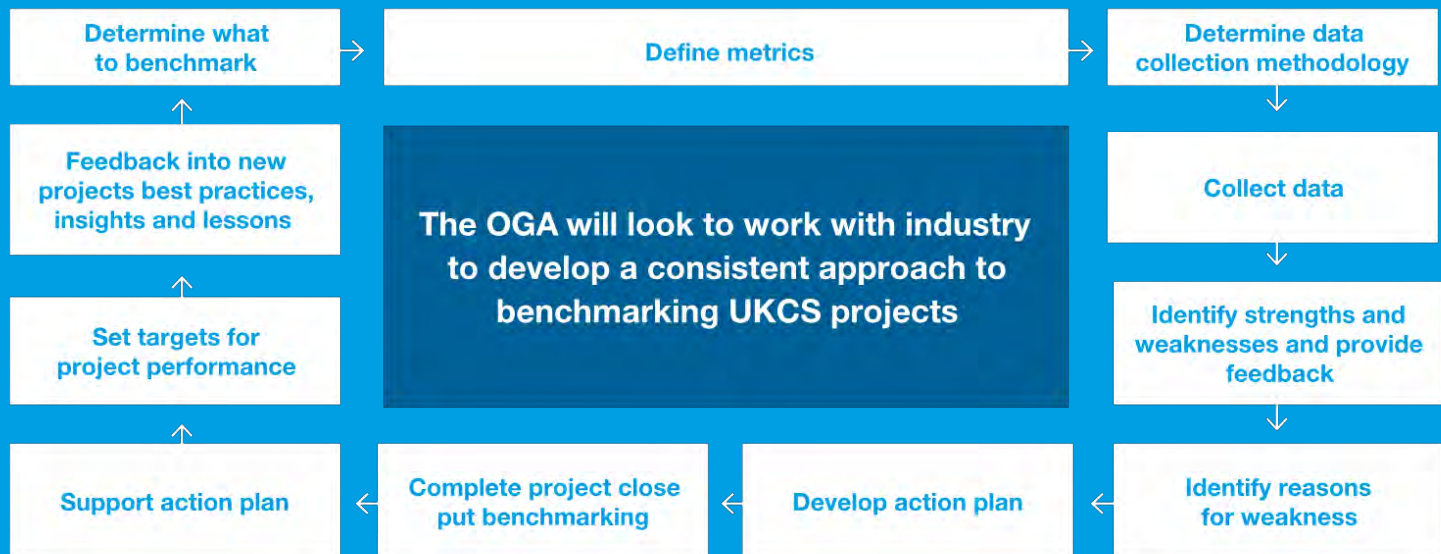 Determine what
to benchmark
Define metrics
Determine data
collection methodology
Feedback into new
projects best practices,
insights and lessons
The OGA will look to work with industry
to develop a consistent approach to
benchmarking UKCS projects
Collect data
Set targets for
project performance
Identify strengths and
weaknesses and provide
feedback
Support action plan
Complete project close
put benchmarking
Develop action plan
Identify reasons
for weakness